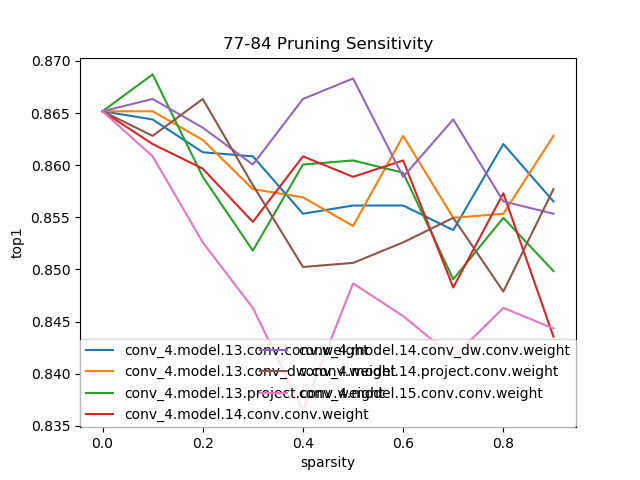 77-84 Pruning Sensitivity
top1
0.870
0.865
0.860
0.855
0.850
0.845
0.840
0.835
conv_4.model.13.conv.conv.weight
conv_4.model.13.conv_dw.conv.weight
conv_4.model.13.project.conv.weight
conv_4.model.14.conv.conv.weight
conv_4.model.14.conv_dw.conv.weight
conv_4.model.14.project.conv.weight
conv_4.model.15.conv.conv.weight
0.0
0.2
0.4
0.6
0.8
sparsity